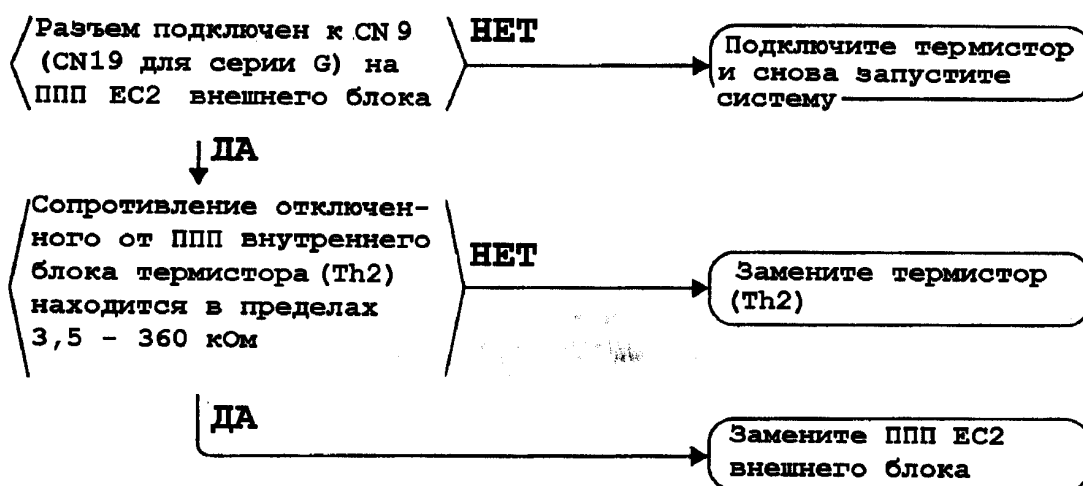 Разъем подключен к CN 9
(CN19 для серии G) на
ППП EC2 внешнего блока
НЕТ
Подключите термистор
и снова запустите
систему
ДА
Сопротивление отключен-
ного от ППП внутреннего
блока термистора (Th2)
находится в пределах
3,5 - 360 кОм
НЕТ
Замените термистор
(Th2)
ДА
Замените ППП EC2
внешнего блока